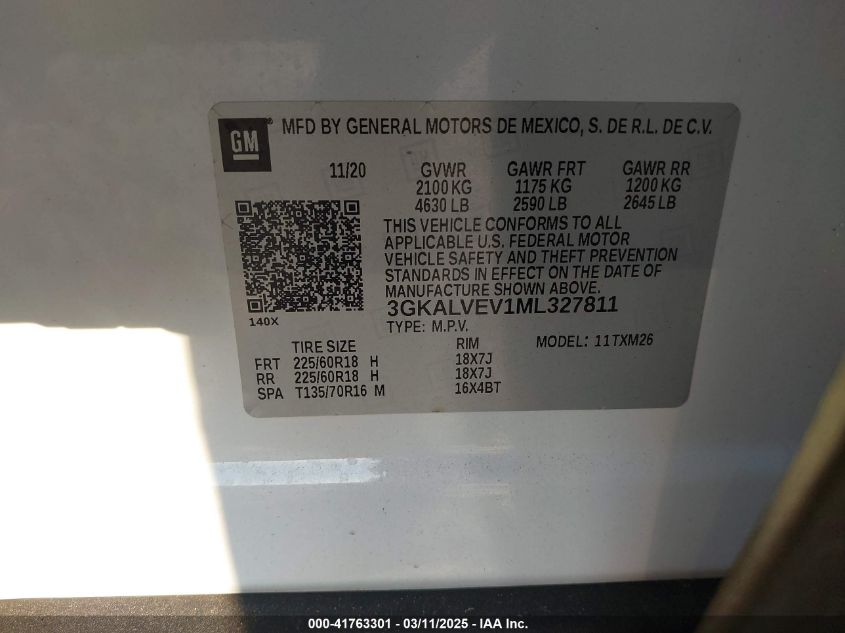 GM ® MFD BY GENERAL MOTORS DE MEXICO, S. DE R.L. DE C.V.
11/20 GVWR GAWR FRT GAWR RR
2100 KG 1175 KG 1200 KG
4630 LB 2590 LB 2645 LB
THIS VEHICLE CONFORMS TO ALL
APPLICABLE U.S. FEDERAL MOTOR
VEHICLE SAFETY AND THEFT PREVENTION
STANDARDS IN EFFECT ON THE DATE OF
MANUFACTURE SHOWN ABOVE.
3GKALVEV1ML327811
140X
TYPE: M.P.V.
TIRE SIZE RIM MODEL: 11TXM26
FRT 225/60R18 H 18X7J
RR 225/60R18 H 18X7J
SPA T135/70R16 M 16X4BT
000-41763301 - 03/11/2025 - IAA Inc.